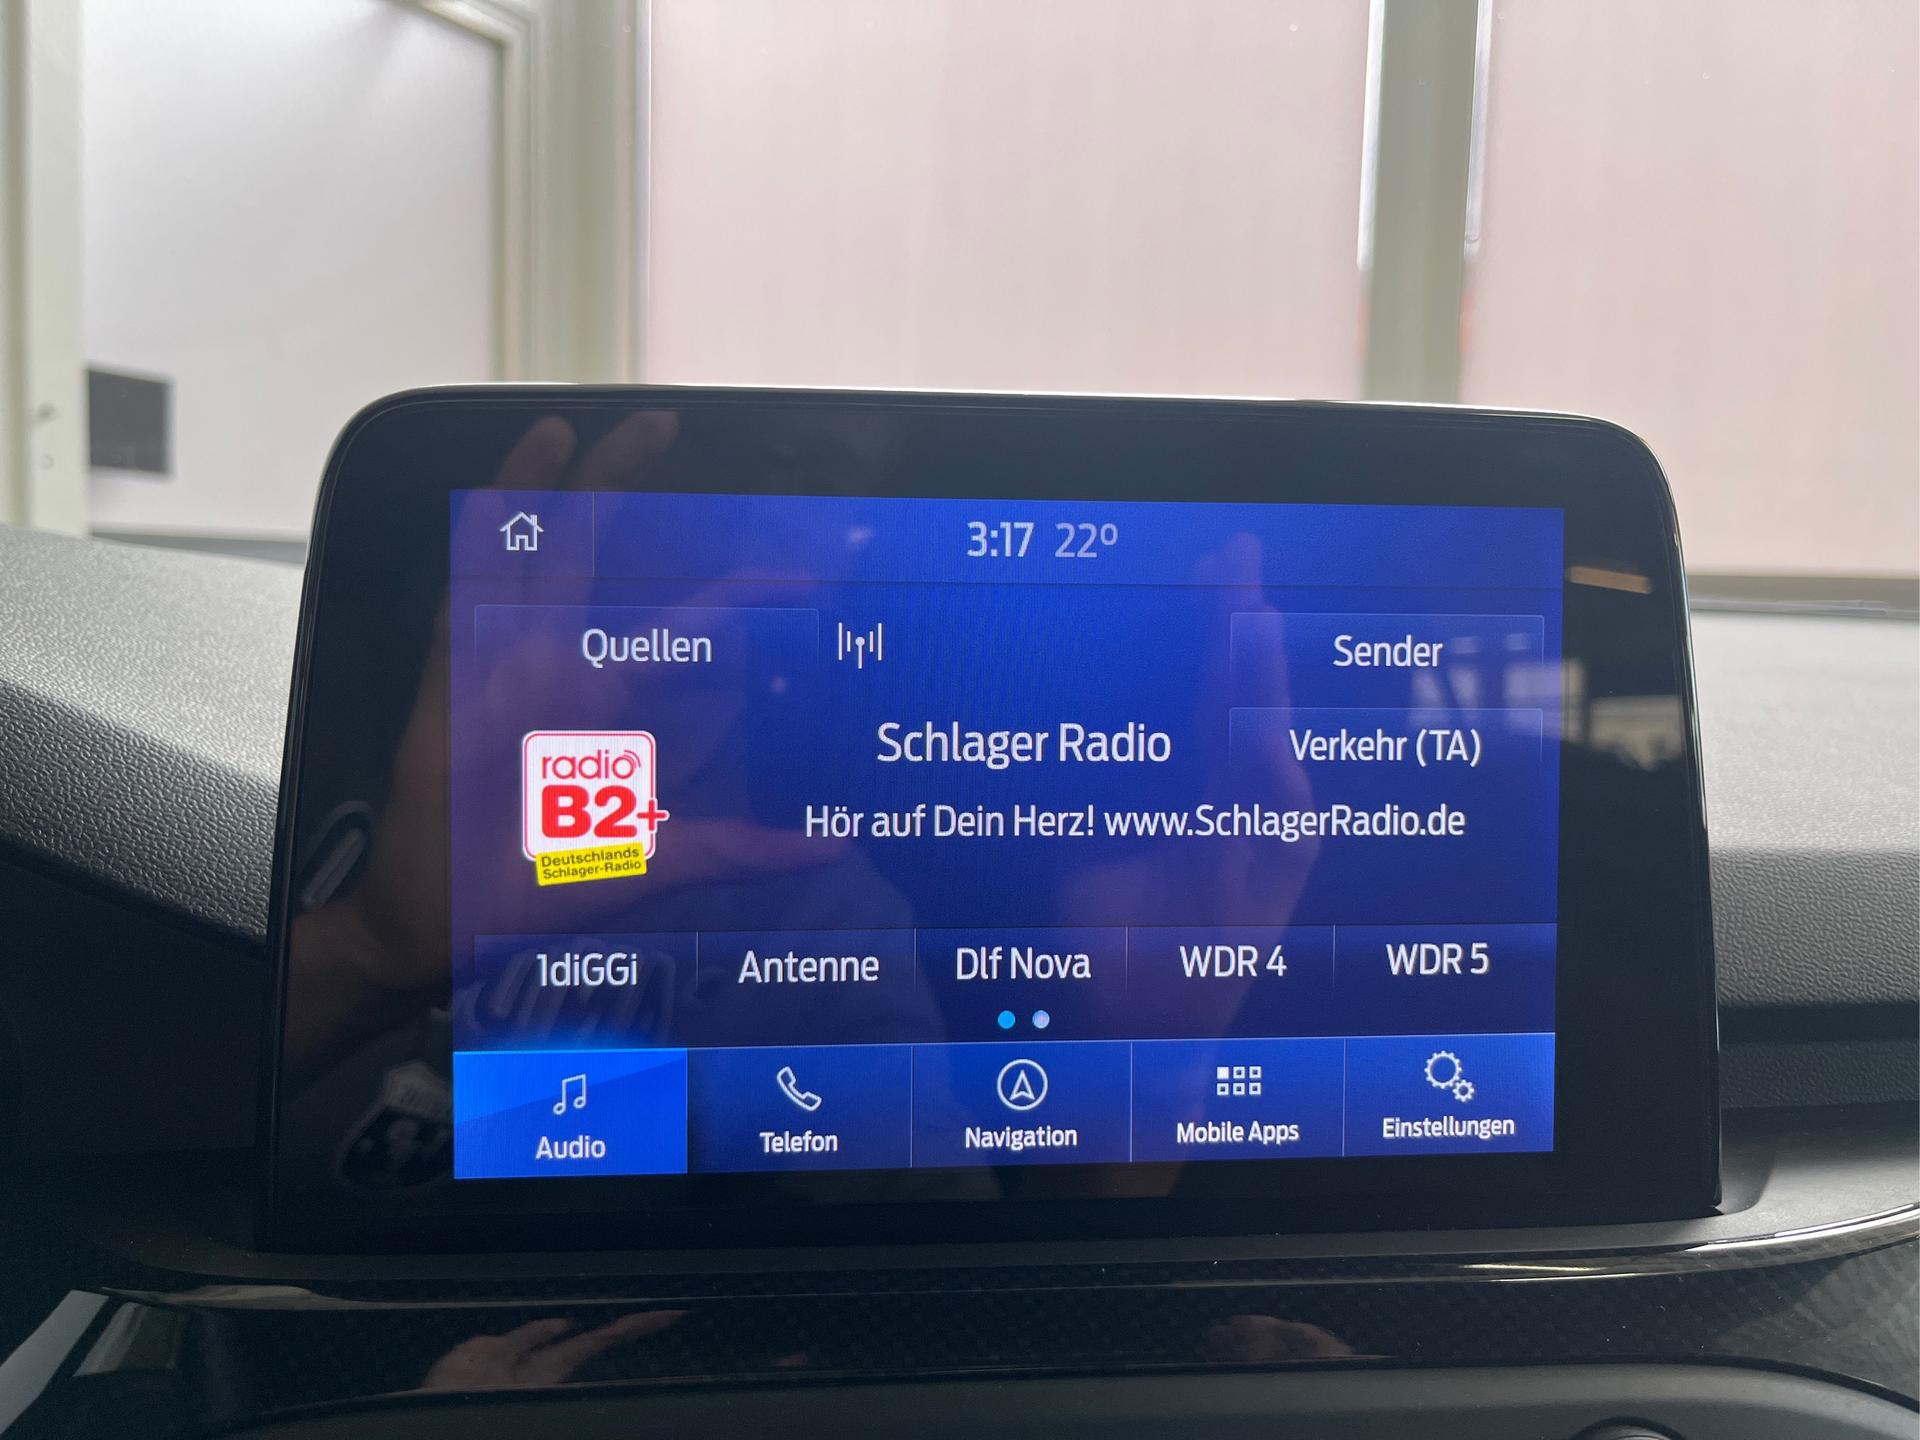 3:17 22°
Quellen
Sender
Schlager Radio
Verkehr (TA)
radio
B2+
Deutschlands
Schlager-Radio
Hör auf Dein Herz! www.SchlagerRadio.de
1diGGi
Antenne
Dlf Nova
WDR 4
WDR 5
Audio
Telefon
Navigation
Mobile Apps
Einstellungen